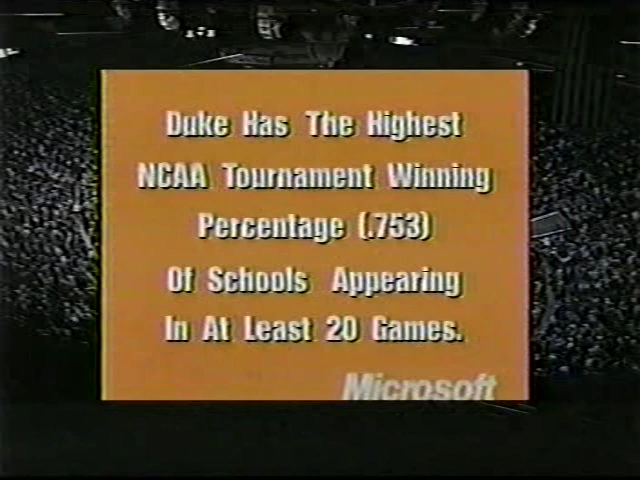 Duke Has The Highest
NCAA Tournament Winning
Percentage (.753)
Of Schools Appearing
In At Least 20 Games.
Microsoft